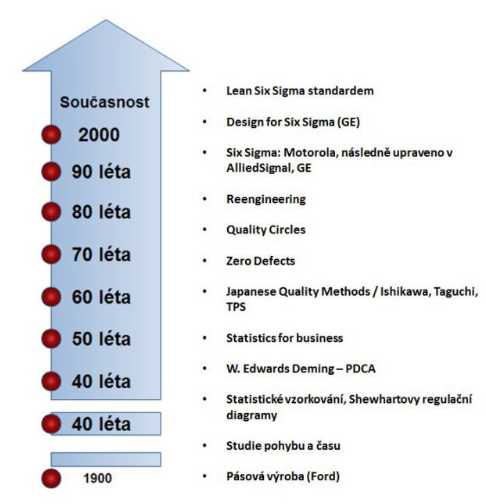 Současnost
2000
90 léta
80 léta
70 léta
60 léta
50 léta
40 léta
40 léta
1900
• Lean Six Sigma standardem
• Design for Six Sigma (GE)
• Six Sigma: Motorola, následně upraveno v
AlliedSignal, GE
• Reengineering
• Quality Circles
• Zero Defects
• Japanese Quality Methods / Ishikawa, Taguchi,
TPS
• Statistics for business
• W. Edwards Deming – PDCA
• Statistické vzorkování, Shewhartovy regulační
diagramy
• Studie pohybu a času
• Pásová výroba (Ford)